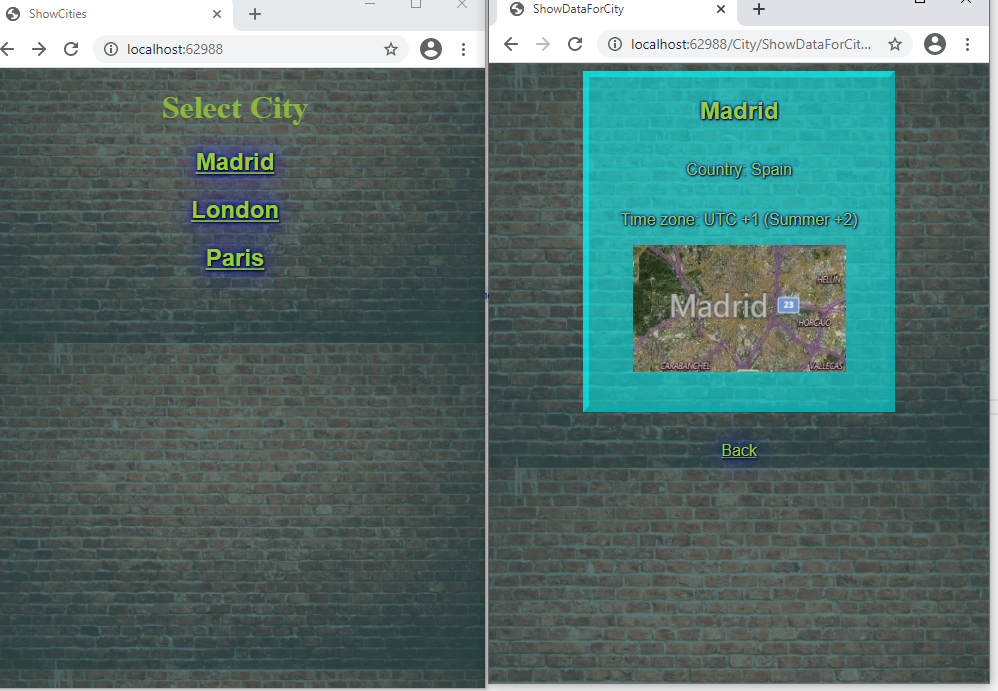 ShowCities
localhost:62988
Select City
Madrid
London
Paris
ShowDataForCity
localhost:62988/City/ShowDataForCit...
Madrid
Country: Spain
Time zone: UTC +1 (Summer +2)
HELLIN
Madrid 23
HORCAJO
CARABANCHEL VALLECAS
Back